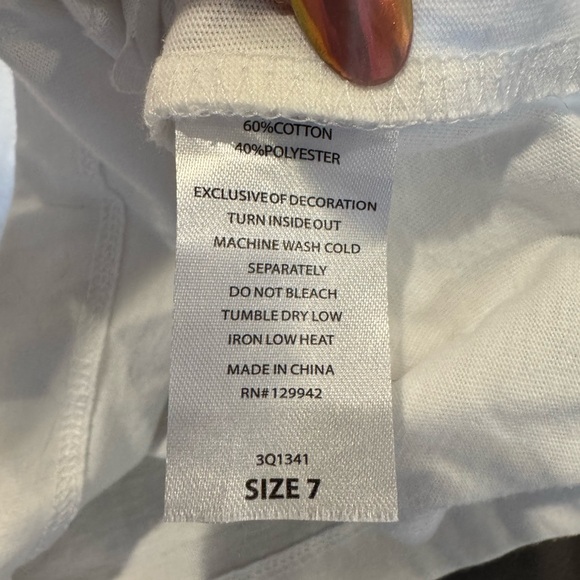 60%COTTON
40%POLYESTER
EXCLUSIVE OF DECORATION
TURN INSIDE OUT
MACHINE WASH COLD
SEPARATELY
DO NOT BLEACH
TUMBLE DRY LOW
IRON LOW HEAT
MADE IN CHINA
RN# 129942
3Q1341
SIZE 7